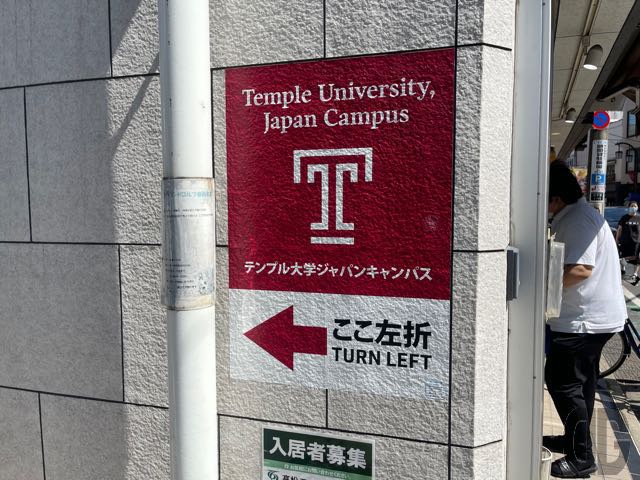 Temple University,
Japan Campus
T
テンプル大学ジャパンキャンパス
ここ左折
TURN LEFT
入居者募集
P